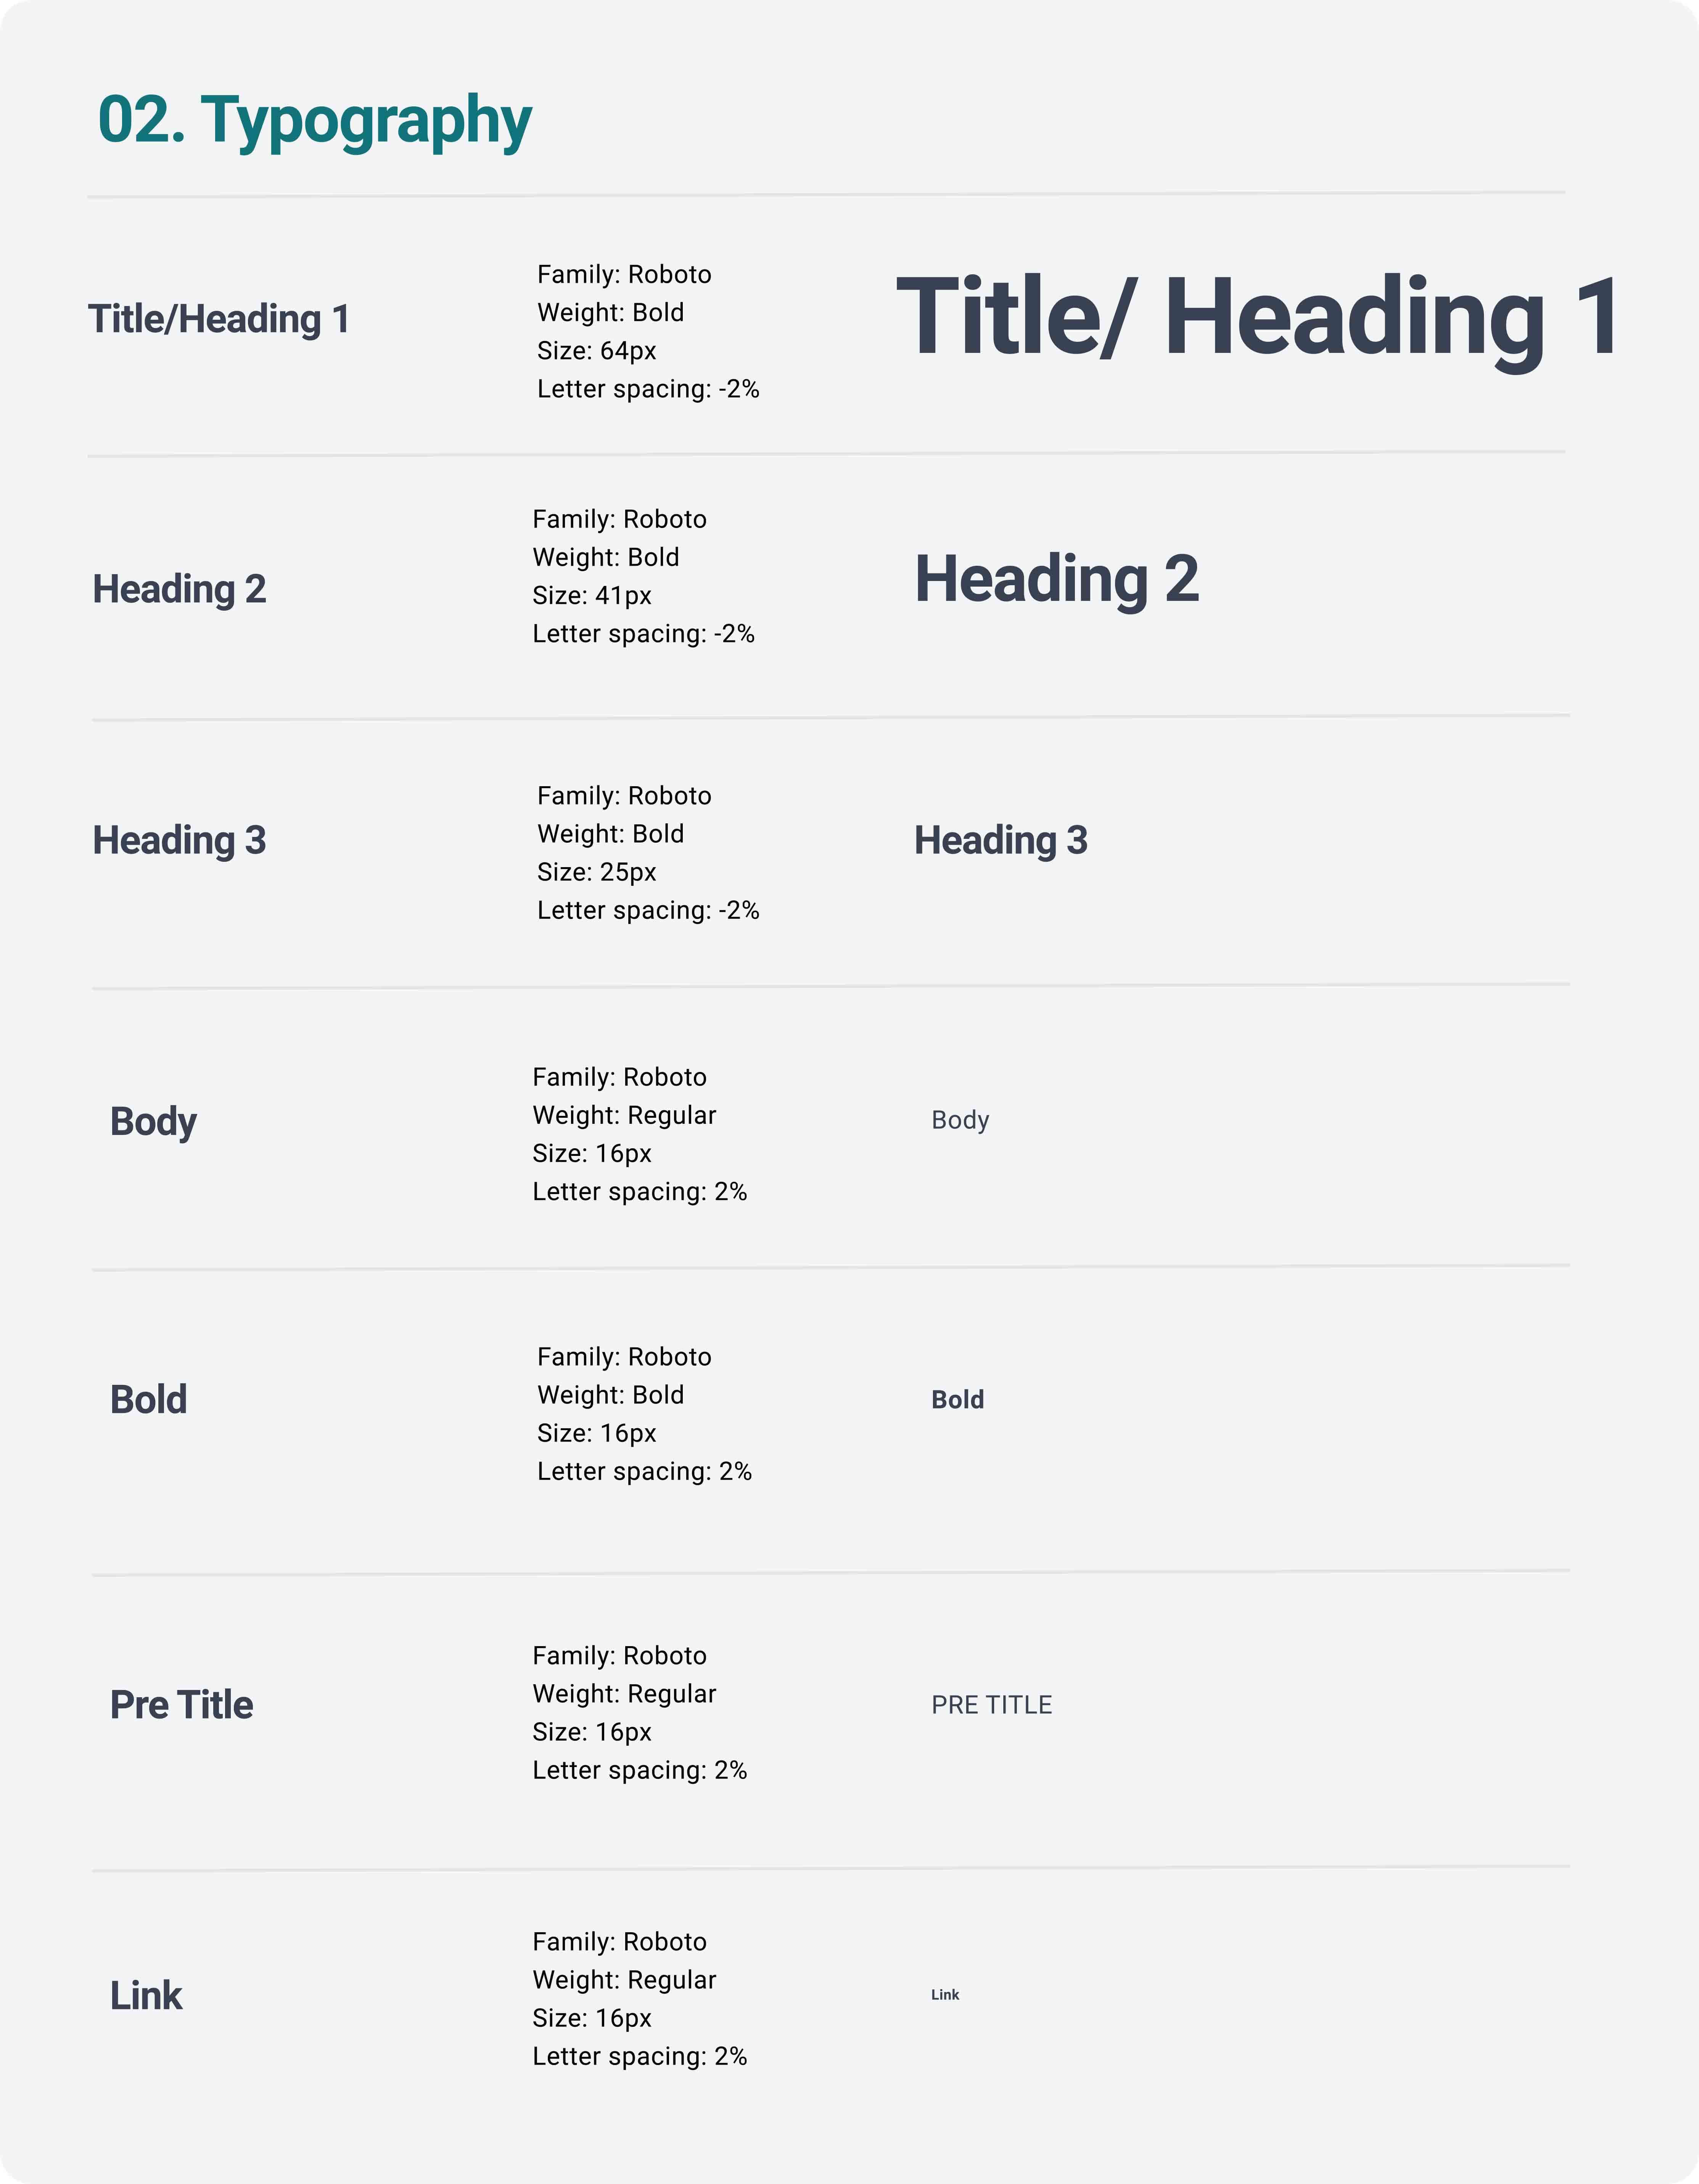 02. Typography
Title/Heading 1
Family: Roboto
Weight: Bold
Size: 64px
Letter spacing: -2%
Title/ Heading 1
Heading 2
Family: Roboto
Weight: Bold
Size: 41px
Letter spacing: -2%
Heading 2
Heading 3
Family: Roboto
Weight: Bold
Size: 25px
Letter spacing: -2%
Heading 3
Body
Family: Roboto
Weight: Regular
Size: 16px
Letter spacing: 2%
Body
Bold
Family: Roboto
Weight: Bold
Size: 16px
Letter spacing: 2%
Bold
Pre Title
Family: Roboto
Weight: Regular
Size: 16px
Letter spacing: 2%
PRE TITLE
Link
Family: Roboto
Weight: Regular
Size: 16px
Letter spacing: 2%
Link